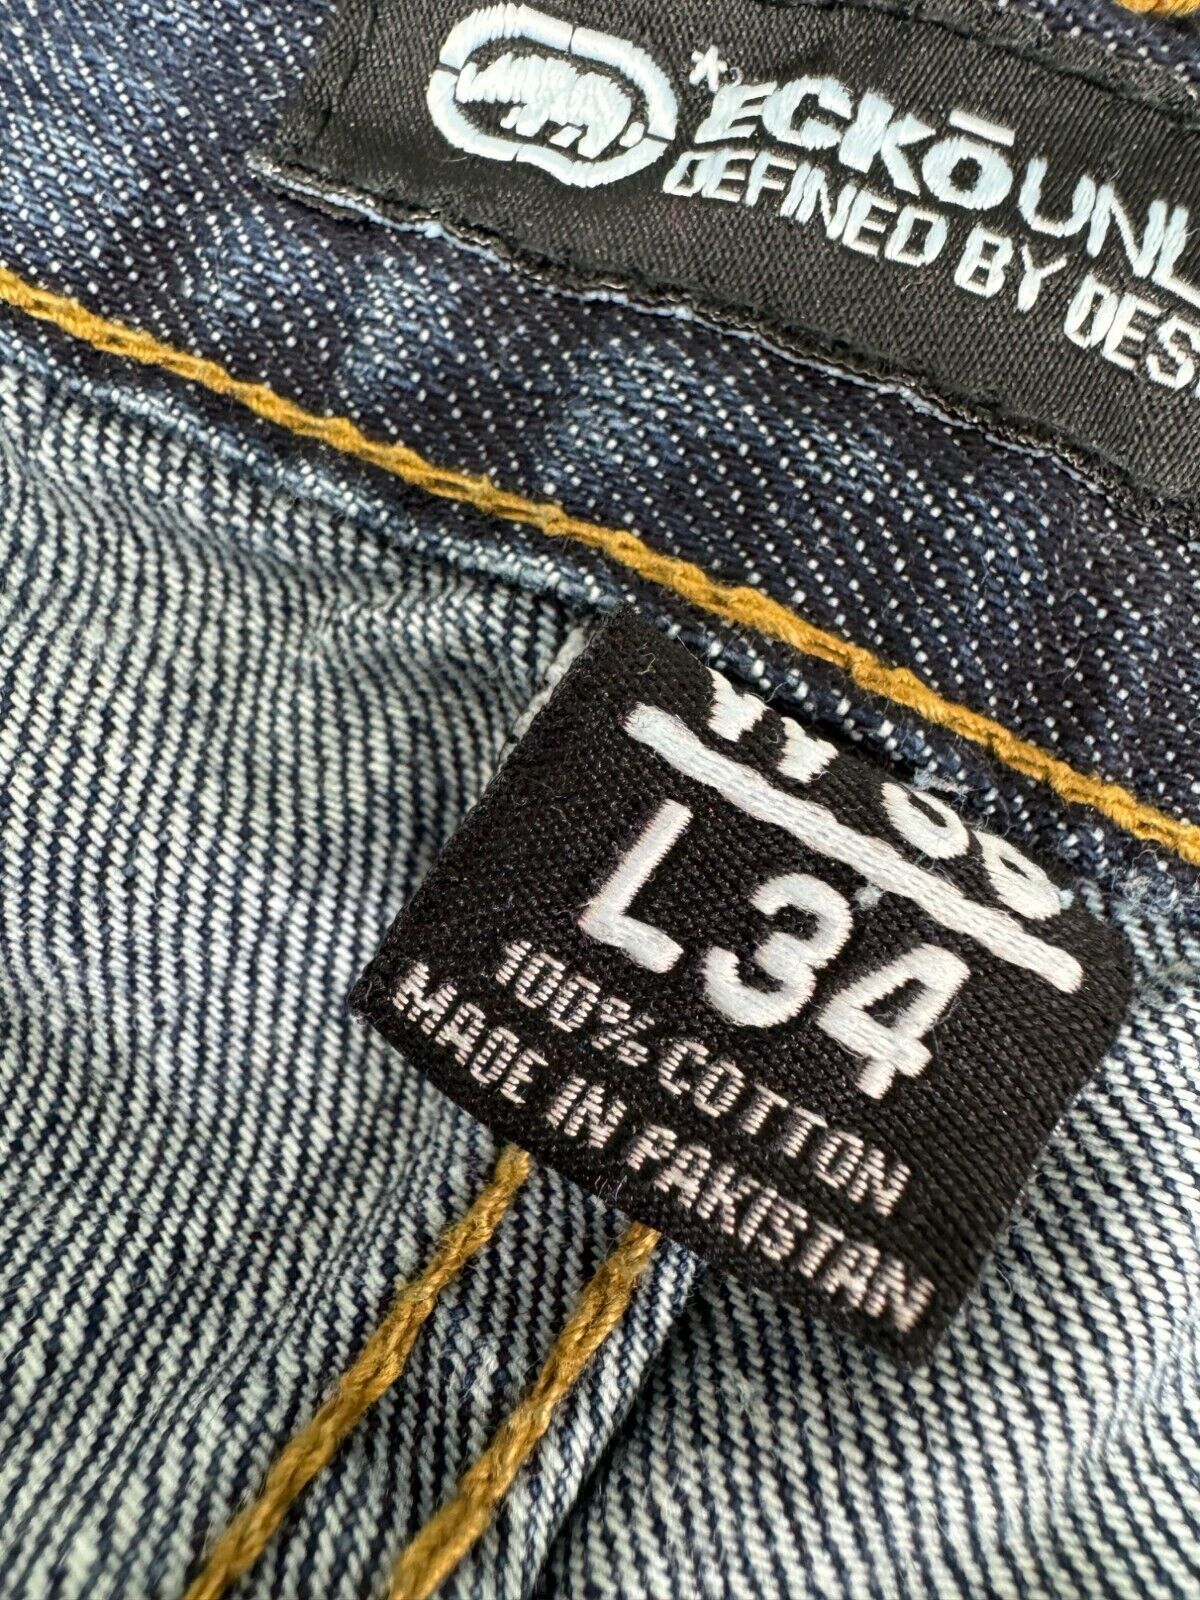 *ECKŌ UNL
DEFINED BY DES
L34
100% COTTON
MADE IN PAKISTAN